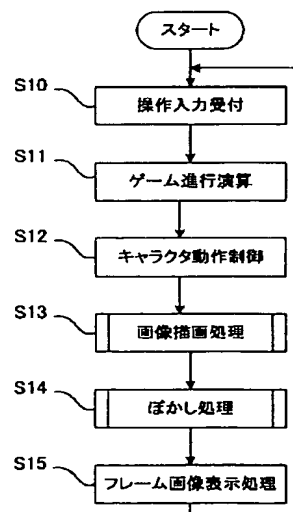 スタート
S10
操作入力受付
S11
ゲーム進行演算
S12
キャラクタ動作制御
S13
画像描画処理
S14
ぼかし処理
S15
フレーム画像表示処理